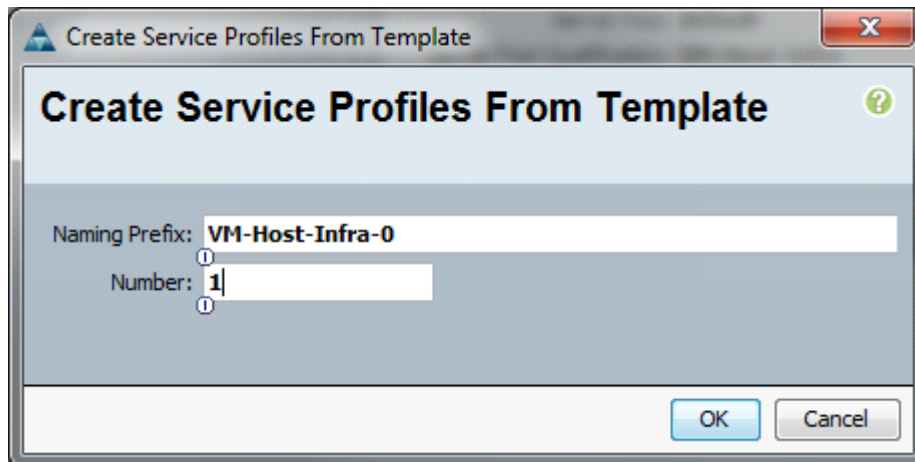 Create Service Profiles From Template
Create Service Profiles From Template
Naming Prefix: VM-Host-Infra-0
Number: 1
OK Cancel